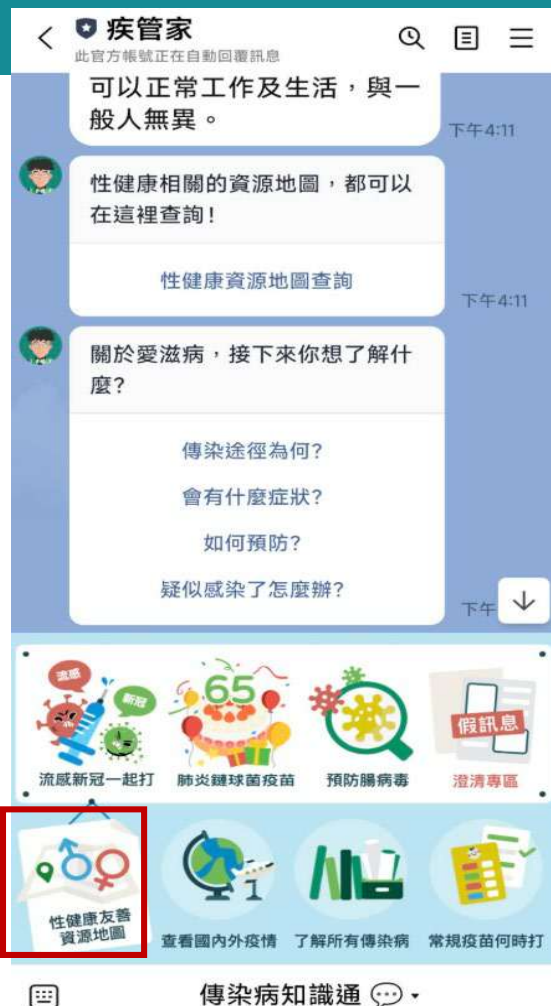 疾管家
此官方帳號正在自動回覆訊息
可以正常工作及生活，與一
般人無異。
下午4:11
性健康相關的資源地圖，都可以
在這裡查詢!
性健康資源地圖查詢
下午4:11
關於愛滋病，接下來你想了解什
麼?
傳染途徑為何?
會有什麼症狀?
如何預防?
疑似感染了怎麼辦?
下午
流感
新冠
65
假訊息
流感新冠一起打
肺炎鏈球菌疫苗
預防腸病毒
澄清專區
性健康友善
資源地圖
查看國內外疫情
了解所有傳染病
常規疫苗何時打
傳染病知識通